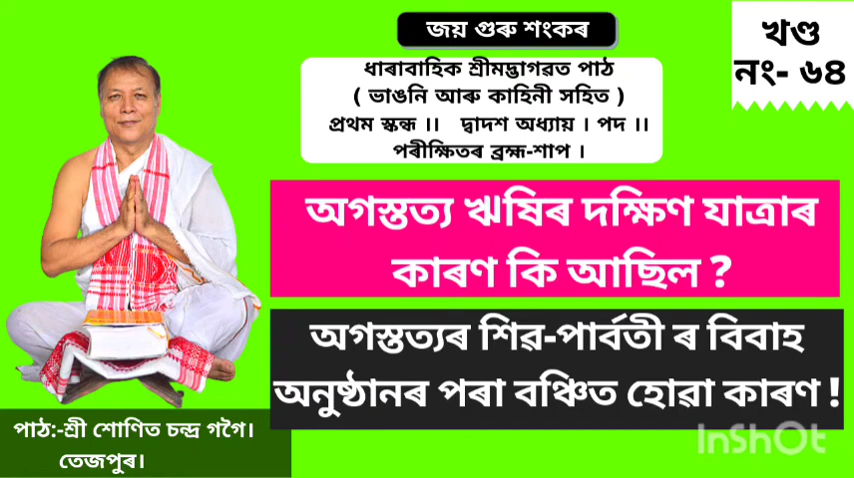 জয় গুৰু শংকৰ
খণ্ড
নং- ৬৪
ধাৰাবাহিক শ্ৰীমদ্ভাগৱত পাঠ
( ভাঙনি আৰু কাহিনী সহিত )
প্ৰথম স্কন্ধ ।। দ্বাদশ অধ্যায় । পদ ।।
পৰীক্ষিতৰ ব্ৰহ্ম-শাপ ।
অগস্তত্য ঋষিৰ দক্ষিণ যাত্ৰাৰ
কাৰণ কি আছিল ?
অগস্তত্যৰ শিৱ-পাৰ্বতী ৰ বিবাহ
অনুষ্ঠানৰ পৰা বঞ্চিত হোৱা কাৰণ !
পাঠ:-শ্ৰী শোণিত চন্দ্ৰ গগৈ।
তেজপুৰ।
InShOt